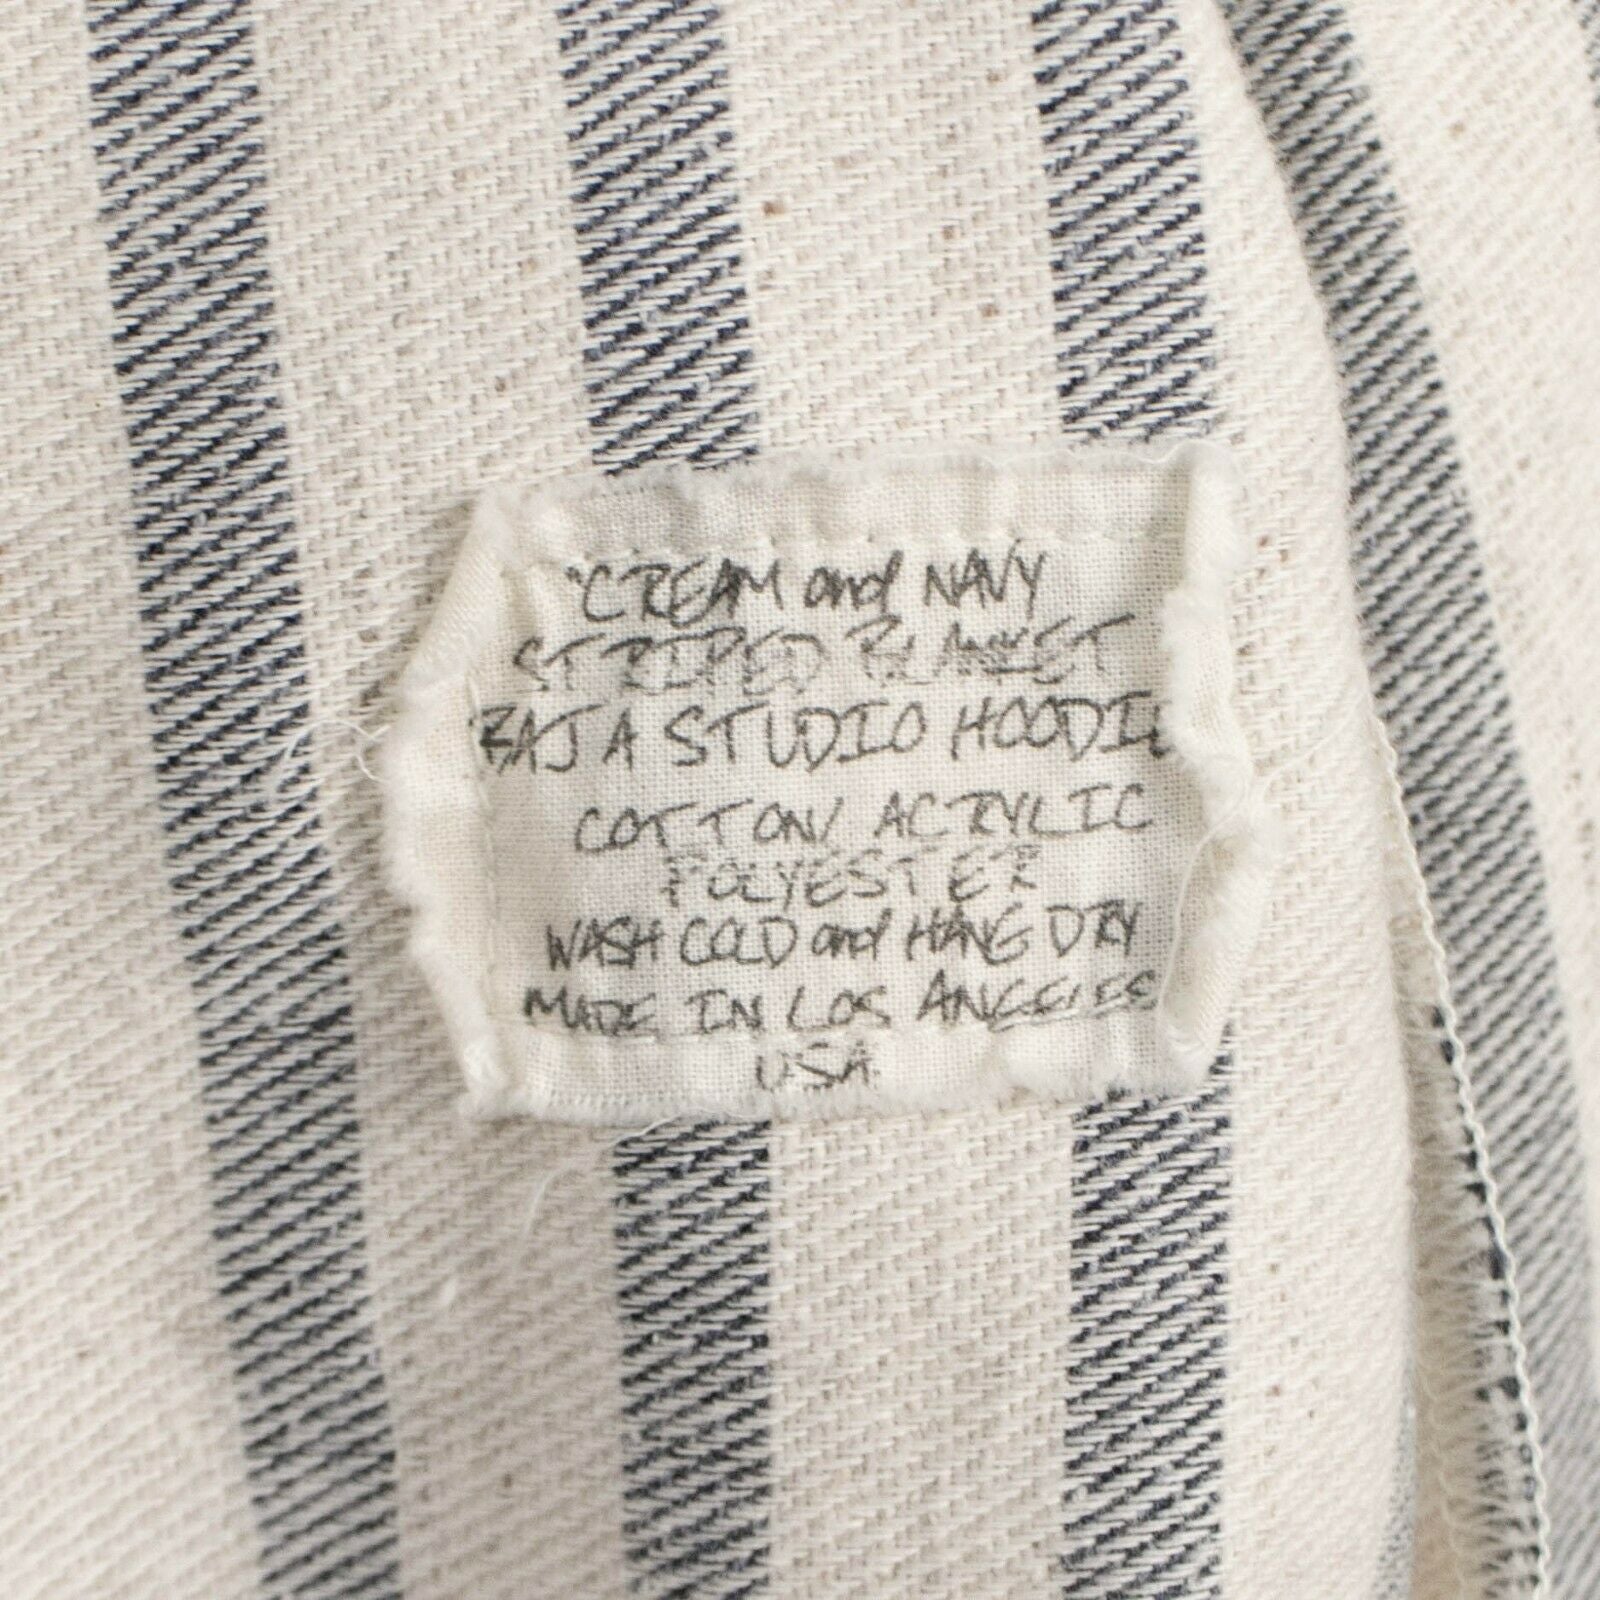 "CREAM and NAVY
STRIPED BLANKET
BAJA STUDIO HOODIE
COTTON/ ACRYLIC
POLYESTER
WASH COLD and HANG DRY
MADE IN LOS ANGELES
USA